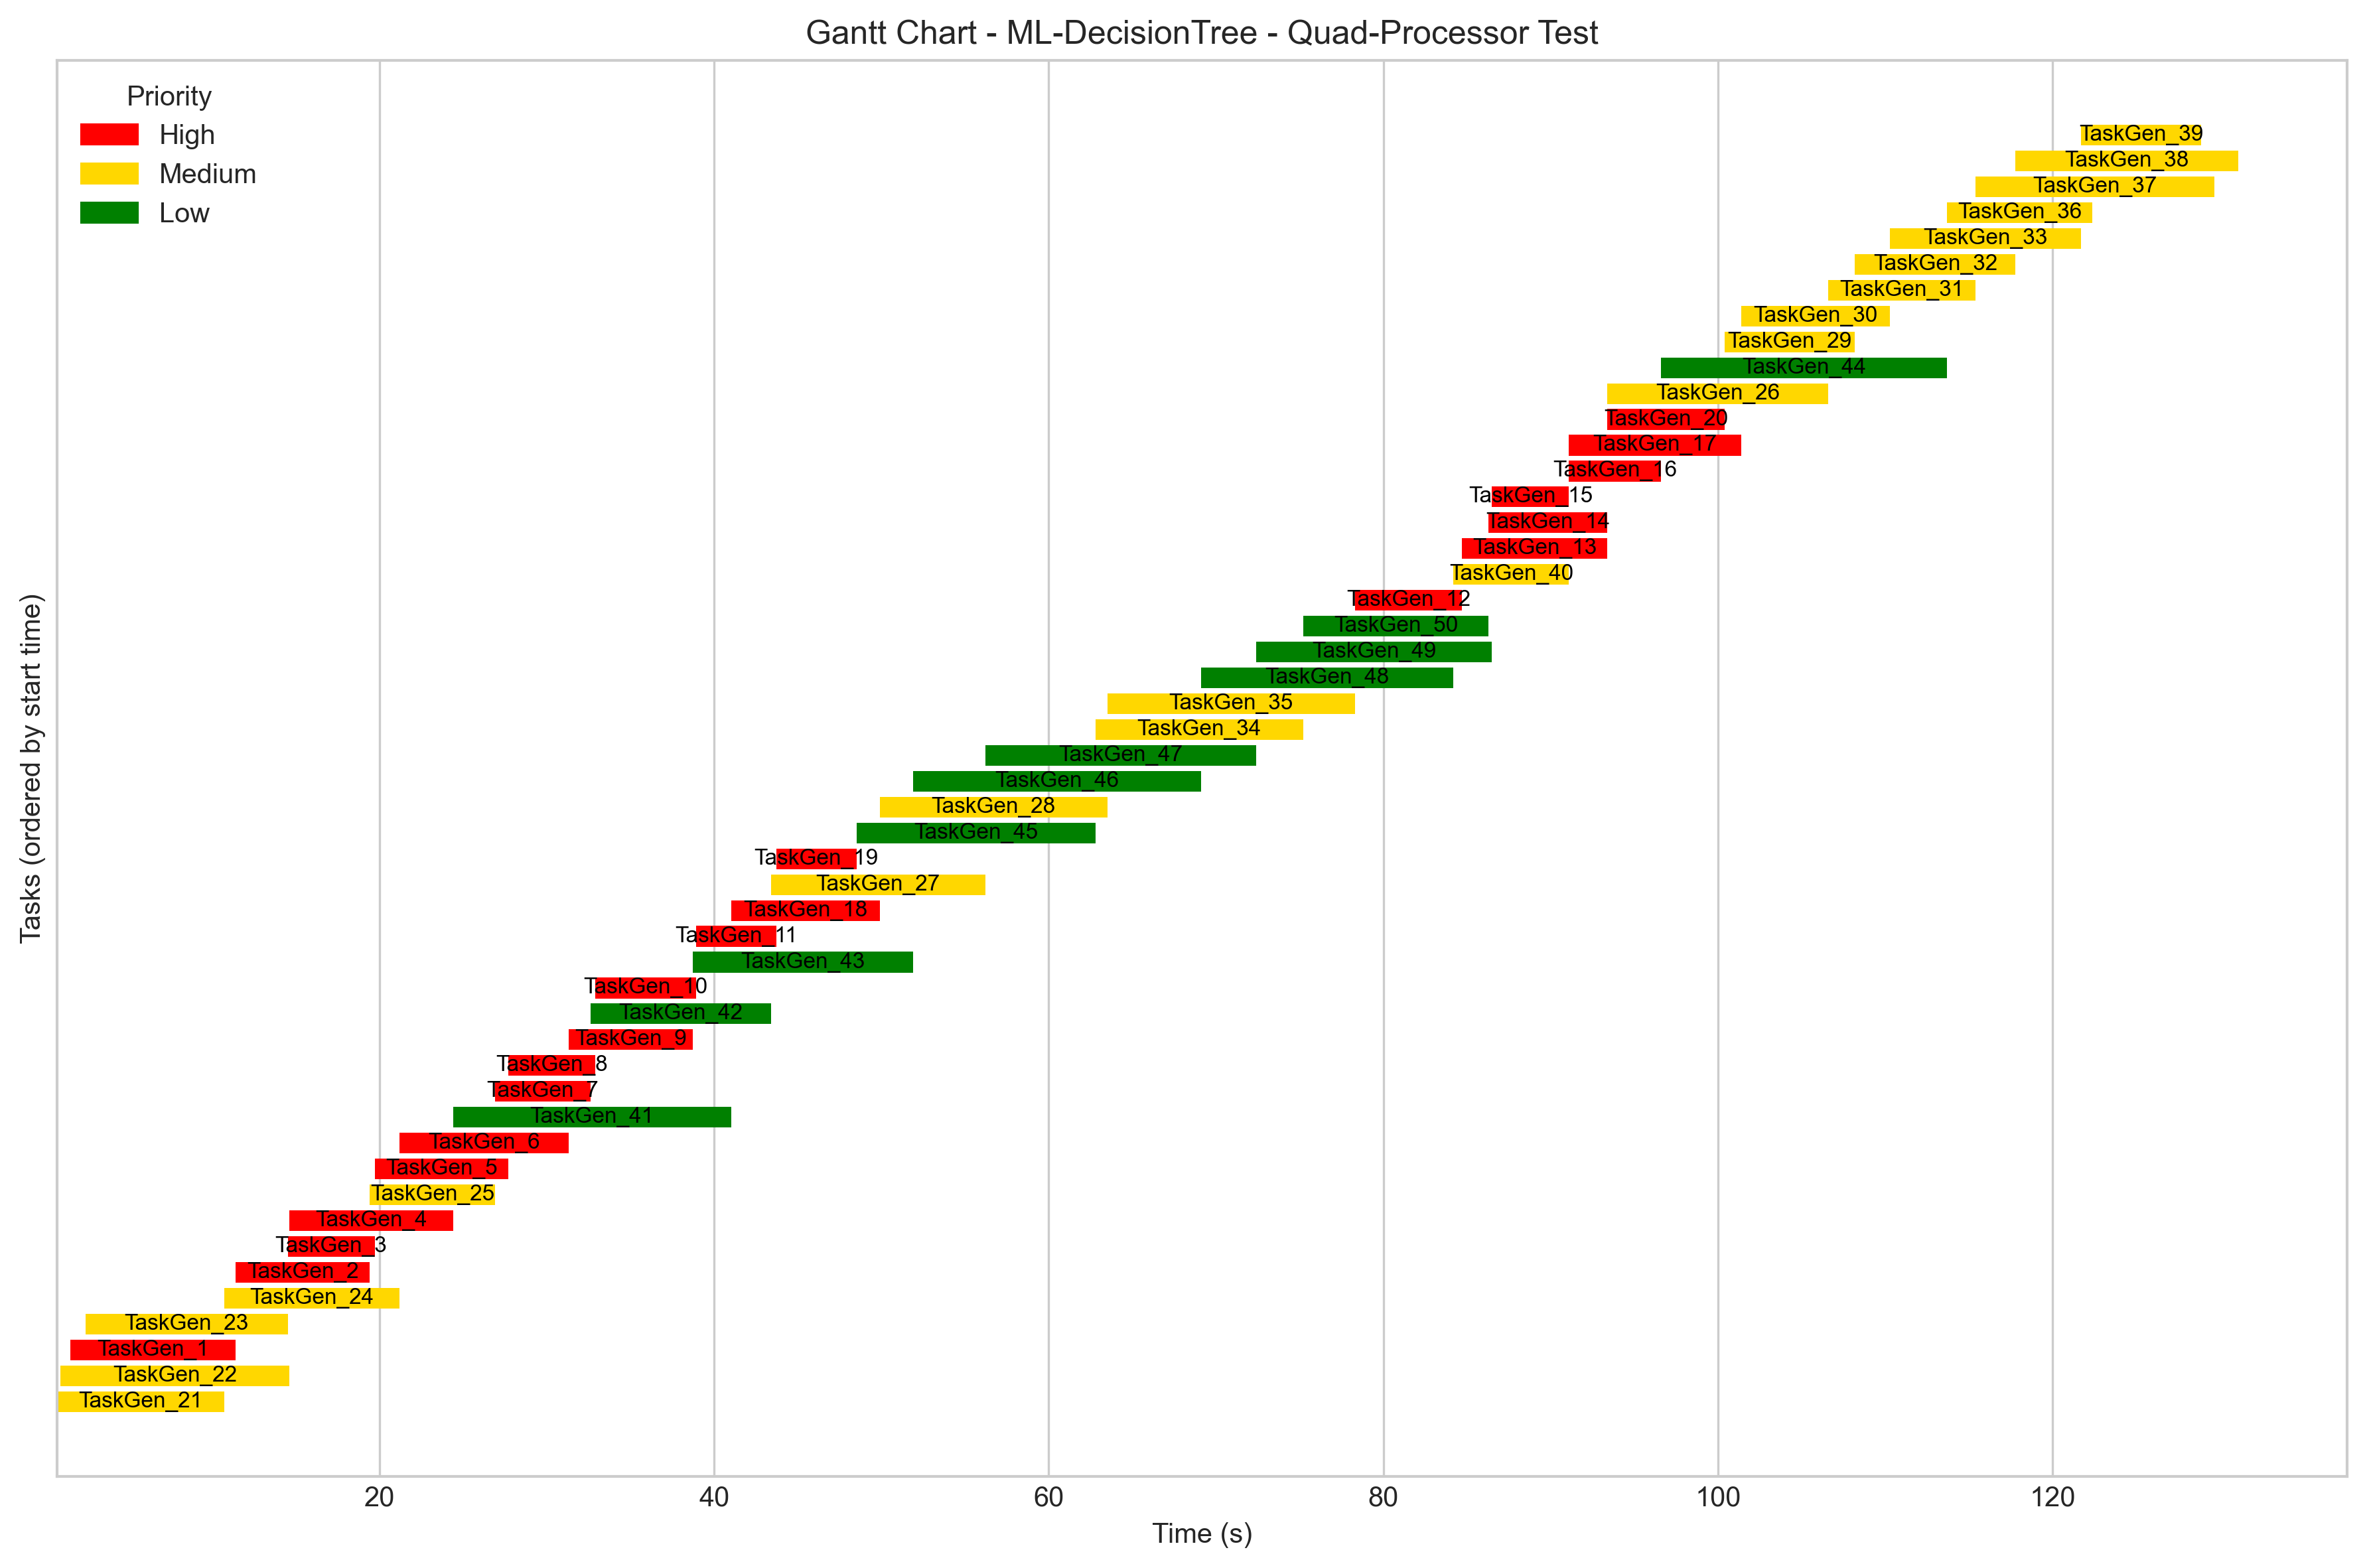 Gantt Chart - ML-DecisionTree - Quad-Processor Test
Priority
High
Medium
Low
TaskGen_39
TaskGen_38
TaskGen_37
TaskGen_36
TaskGen_33
TaskGen_32
TaskGen_31
TaskGen_30
TaskGen_29
TaskGen_44
TaskGen_26
TaskGen_20
TaskGen_17
TaskGen_16
TaskGen_15
TaskGen_14
TaskGen_13
TaskGen_40
TaskGen_12
TaskGen_50
TaskGen_49
TaskGen_48
TaskGen_35
TaskGen_34
TaskGen_47
TaskGen_46
TaskGen_28
TaskGen_45
TaskGen_19
TaskGen_27
TaskGen_18
TaskGen_11
TaskGen_43
TaskGen_10
TaskGen_42
TaskGen_9
TaskGen_8
TaskGen_7
TaskGen_41
TaskGen_6
TaskGen_5
TaskGen_25
TaskGen_4
TaskGen_3
TaskGen_2
TaskGen_24
TaskGen_23
TaskGen_1
TaskGen_22
TaskGen_21
Tasks (ordered by start time)
20 40 60 80 100 120
Time (s)